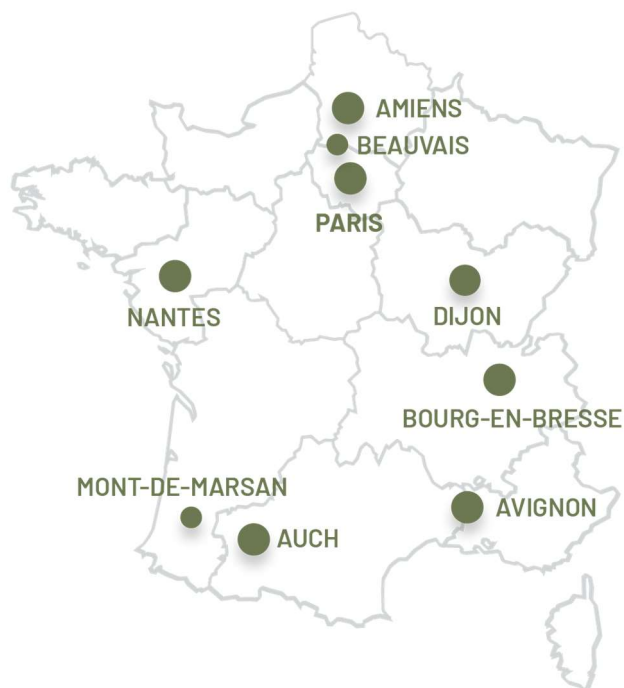 AMIENS
BEAUVAIS
PARIS
NANTES
DIJON
BOURG-EN-BRESSE
MONT-DE-MARSAN
AVIGNON
AUCH